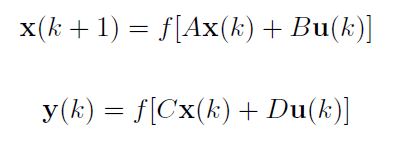 x(k + 1) = f[Ax(k) + Bu(k)]
y(k) = f[Cx(k) + Du(k)]